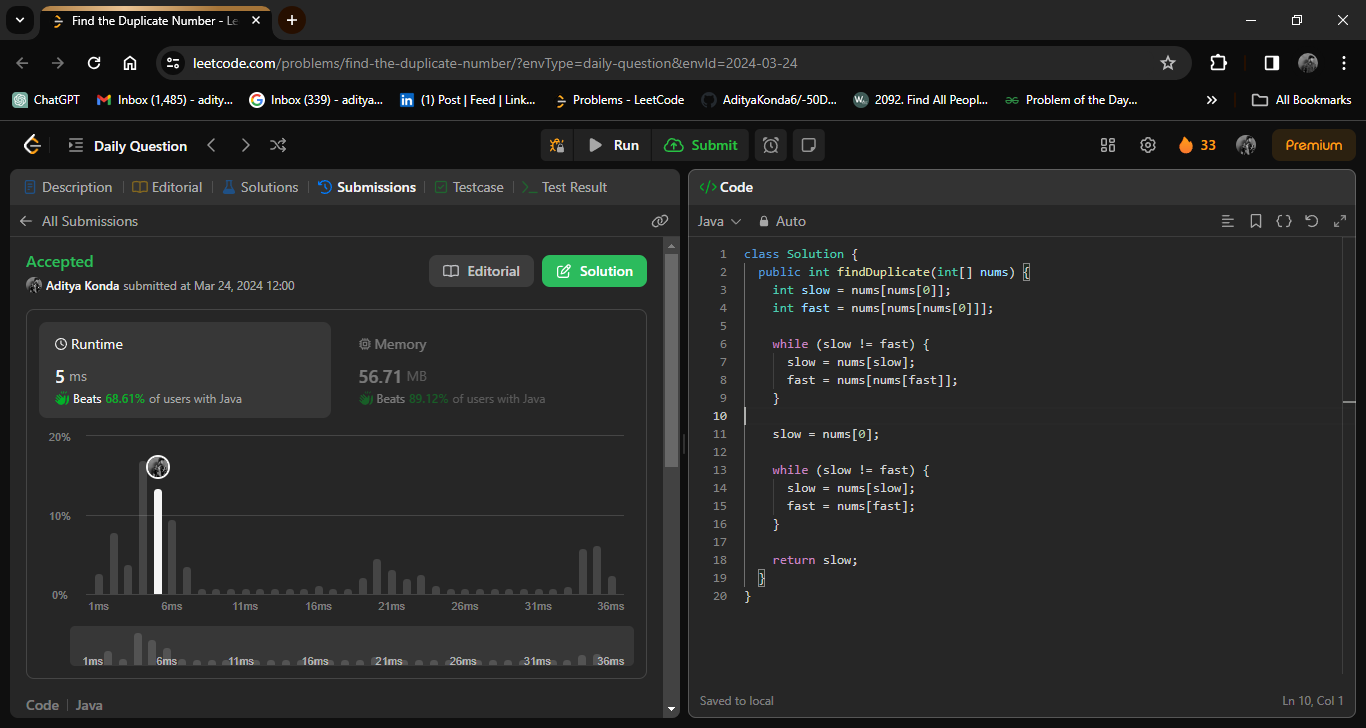 Find the Duplicate Number - Le
leetcode.com/problems/find-the-duplicate-number/?envType=daily-question&envId=2024-03-24
ChatGPT Inbox (1,485) - adity... Inbox (339) - aditya... (1) Post | Feed | Link... Problems - LeetCode AdityaKonda6/-50D... 2092. Find All Peopl... Problem of the Day... » All Bookmarks
Daily Question Run Submit 33 Premium
Description Editorial Solutions Submissions Testcase Test Result
All Submissions
Accepted
Aditya Konda submitted at Mar 24, 2024 12:00
Editorial Solution
Runtime
5 ms
Beats 68.61% of users with Java
Memory
56.71 MB
Beats 89.12% of users with Java
20%
10%
0%
1ms 6ms 11ms 16ms 21ms 26ms 31ms 36ms
1ms 6ms 11ms 16ms 21ms 26ms 31ms 36ms
Code | Java
</> Code
Java Auto
1 class Solution {
2 public int findDuplicate(int[] nums) {
3 int slow = nums[nums[0]];
4 int fast = nums[nums[nums[0]]];
5
6 while (slow != fast) {
7 slow = nums[slow];
8 fast = nums[nums[fast]];
9 }
10
11 slow = nums[0];
12
13 while (slow != fast) {
14 slow = nums[slow];
15 fast = nums[fast];
16 }
17
18 return slow;
19 }
20 }
Saved to local Ln 10, Col 1